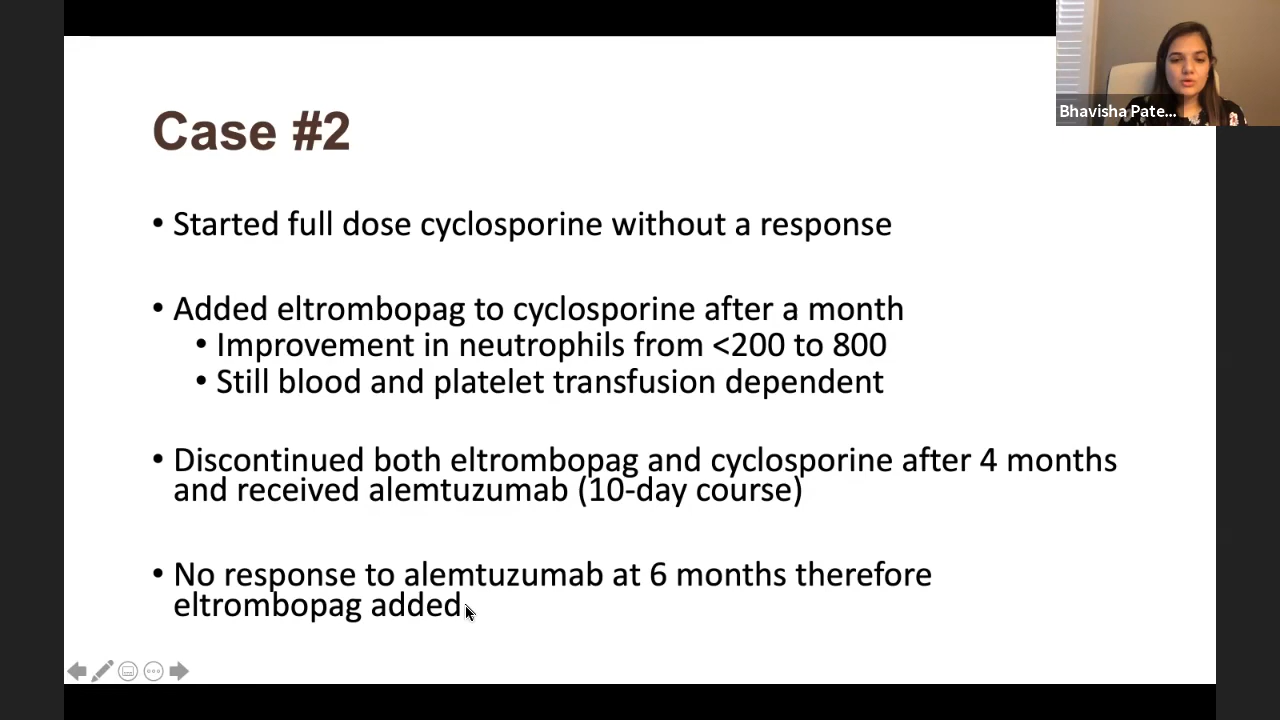 Case #2
• Started full dose cyclosporine without a response
• Added eltrombopag to cyclosporine after a month
• Improvement in neutrophils from <200 to 800
• Still blood and platelet transfusion dependent
• Discontinued both eltrombopag and cyclosporine after 4 months
and received alemtuzumab (10-day course)
• No response to alemtuzumab at 6 months therefore
eltrombopag added
Bhavisha Pate...